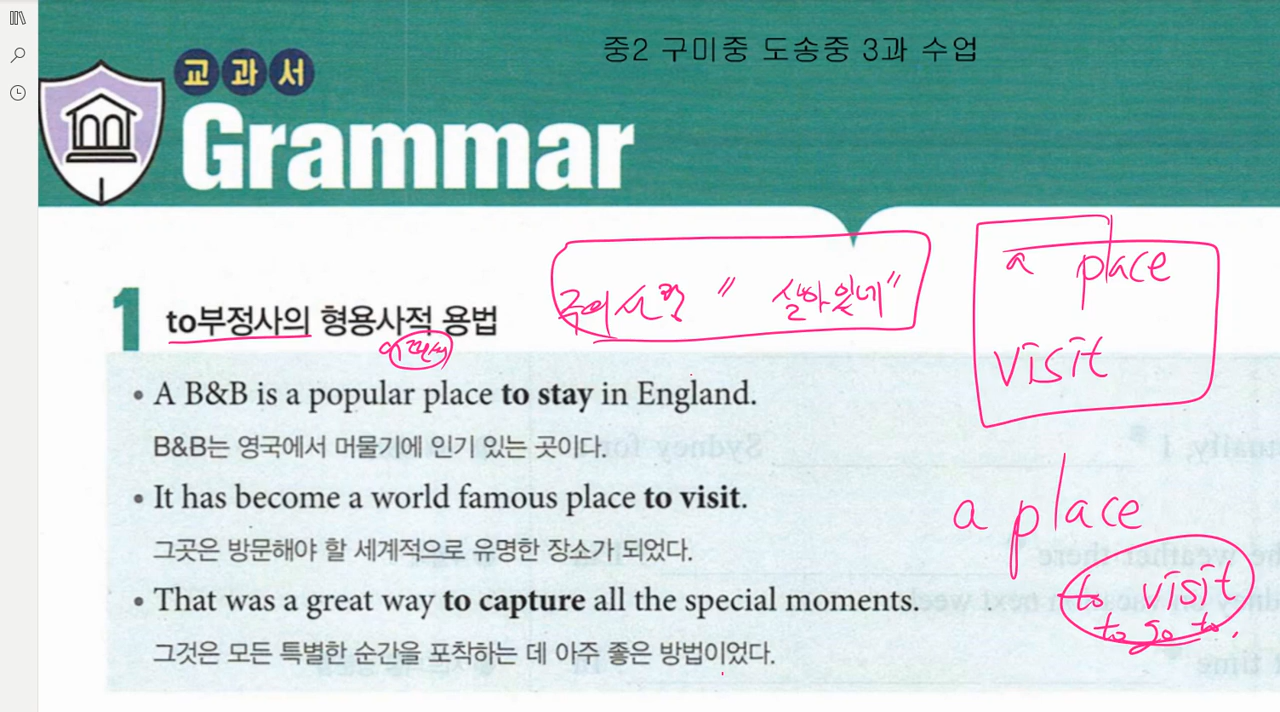 중2 구미중 도송중 3과 수업
교과서
Grammar
1 to부정사의 형용사적 용법
"살아있네"
a place
visit
• A B&B is a popular place to stay in England.
B&B는 영국에서 머물기에 인기 있는 곳이다.
• It has become a world famous place to visit.
그곳은 방문해야 할 세계적으로 유명한 장소가 되었다.
a place
to visit
to go to.
• That was a great way to capture all the special moments.
그것은 모든 특별한 순간을 포착하는 데 아주 좋은 방법이었다.